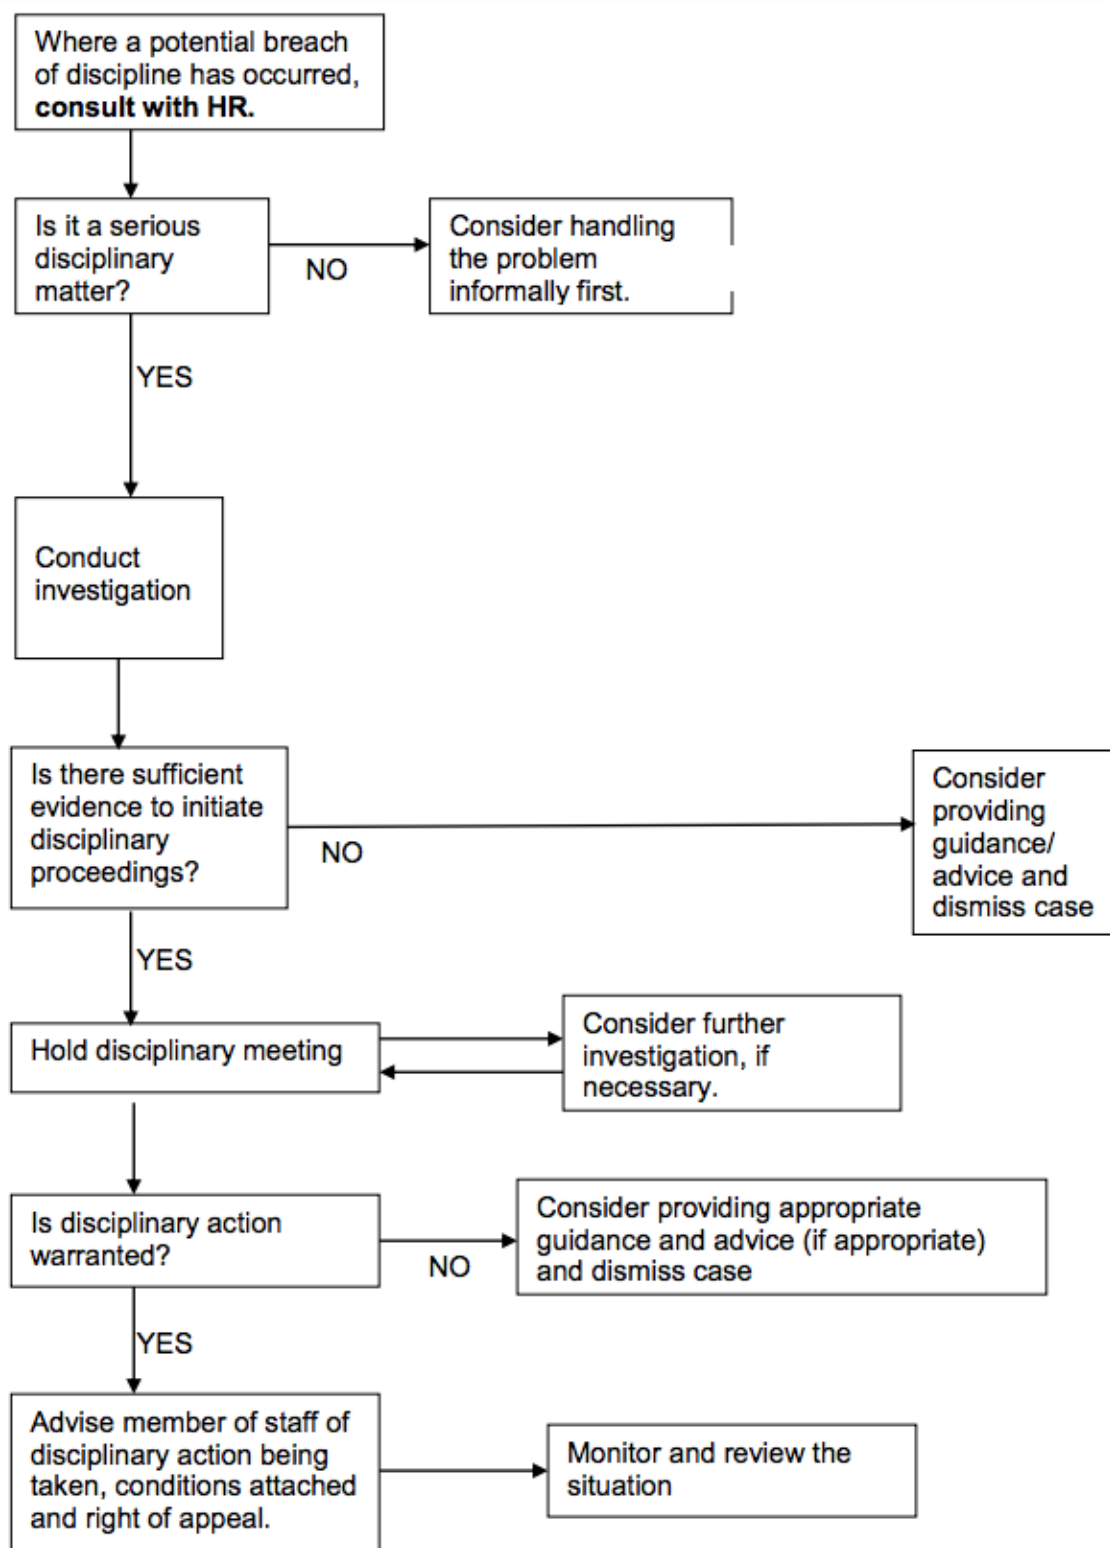 Where a potential breach
of discipline has occurred,
consult with HR.
Is it a serious
disciplinary
matter?
NO
Consider handling
the problem
informally first.
YES
Conduct
investigation
Is there sufficient
evidence to initiate
disciplinary
proceedings?
NO
Consider
providing
guidance/
advice and
dismiss case
YES
Hold disciplinary meeting
Consider further
investigation, if
necessary.
Is disciplinary action
warranted?
NO
Consider providing appropriate
guidance and advice (if appropriate)
and dismiss case
YES
Advise member of staff of
disciplinary action being
taken, conditions attached
and right of appeal.
Monitor and review the
situation